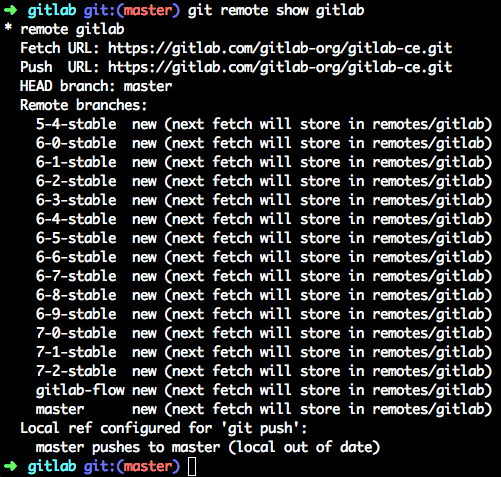 ➜ gitlab git:(master) git remote show gitlab
* remote gitlab
  Fetch URL: https://gitlab.com/gitlab-org/gitlab-ce.git
  Push  URL: https://gitlab.com/gitlab-org/gitlab-ce.git
  HEAD branch: master
  Remote branches:
    5-4-stable  new (next fetch will store in remotes/gitlab)
    6-0-stable  new (next fetch will store in remotes/gitlab)
    6-1-stable  new (next fetch will store in remotes/gitlab)
    6-2-stable  new (next fetch will store in remotes/gitlab)
    6-3-stable  new (next fetch will store in remotes/gitlab)
    6-4-stable  new (next fetch will store in remotes/gitlab)
    6-5-stable  new (next fetch will store in remotes/gitlab)
    6-6-stable  new (next fetch will store in remotes/gitlab)
    6-7-stable  new (next fetch will store in remotes/gitlab)
    6-8-stable  new (next fetch will store in remotes/gitlab)
    6-9-stable  new (next fetch will store in remotes/gitlab)
    7-0-stable  new (next fetch will store in remotes/gitlab)
    7-1-stable  new (next fetch will store in remotes/gitlab)
    7-2-stable  new (next fetch will store in remotes/gitlab)
    gitlab-flow new (next fetch will store in remotes/gitlab)
    master      new (next fetch will store in remotes/gitlab)
  Local ref configured for 'git push':
    master pushes to master (local out of date)
➜ gitlab git:(master)